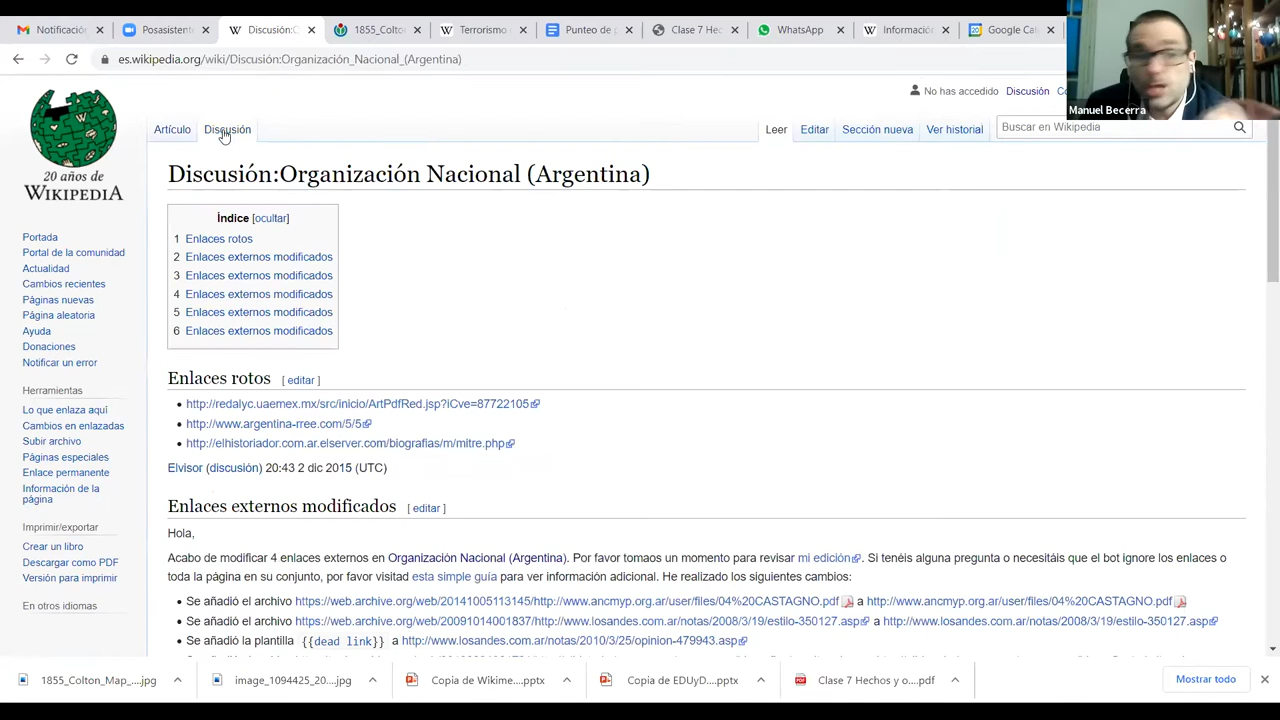 Notificació
Posasistente
Discusión:O
1855_Colto
Terrorismo
Punteo de
Clase 7 Hec
WhatsApp
Informació
Google Cal
es.wikipedia.org/wiki/Discusión:Organización_Nacional_(Argentina)
No has accedido
Discusión
Manuel Becerra
Artículo
Discusión
Leer
Editar
Sección nueva
Ver historial
Buscar en Wikipedia
20 años de
WIKIPEDIA
Portada
Portal de la comunidad
Actualidad
Cambios recientes
Páginas nuevas
Página aleatoria
Ayuda
Donaciones
Notificar un error
Herramientas
Lo que enlaza aquí
Cambios en enlazadas
Subir archivo
Páginas especiales
Enlace permanente
Información de la
página
Imprimir/exportar
Crear un libro
Descargar como PDF
Versión para imprimir
En otros idiomas
Discusión:Organización Nacional (Argentina)
Índice [ocultar]
1 Enlaces rotos
2 Enlaces externos modificados
3 Enlaces externos modificados
4 Enlaces externos modificados
5 Enlaces externos modificados
6 Enlaces externos modificados
Enlaces rotos [ editar ]
http://redalyc.uaemex.mx/src/inicio/ArtPdfRed.jsp?iCve=87722105
http://www.argentina-rree.com/5/5
http://elhistoriador.com.ar.elserver.com/biografias/m/mitre.php
Elvisor (discusión) 20:43 2 dic 2015 (UTC)
Enlaces externos modificados [ editar ]
Hola,
Acabo de modificar 4 enlaces externos en Organización Nacional (Argentina). Por favor tomaos un momento para revisar mi edición. Si tenéis alguna pregunta o necesitáis que el bot ignore los enlaces o
toda la página en su conjunto, por favor visitad esta simple guía para ver información adicional. He realizado los siguientes cambios:
Se añadió el archivo https://web.archive.org/web/20141005113145/http://www.ancmyp.org.ar/user/files/04%20CASTAGNO.pdf a http://www.ancmyp.org.ar/user/files/04%20CASTAGNO.pdf
Se añadió el archivo https://web.archive.org/web/20091014001837/http://www.losandes.com.ar/notas/2008/3/19/estilo-350127.asp a http://www.losandes.com.ar/notas/2008/3/19/estilo-350127.asp
Se añadió la plantilla {{dead link}} a http://www.losandes.com.ar/notas/2010/3/25/opinion-479943.asp
1855_Colton_Map_....jpg
image_1094425_20....jpg
Copia de Wikime....pptx
Copia de EDUyD....pptx
Clase 7 Hechos y o....pdf
Mostrar todo